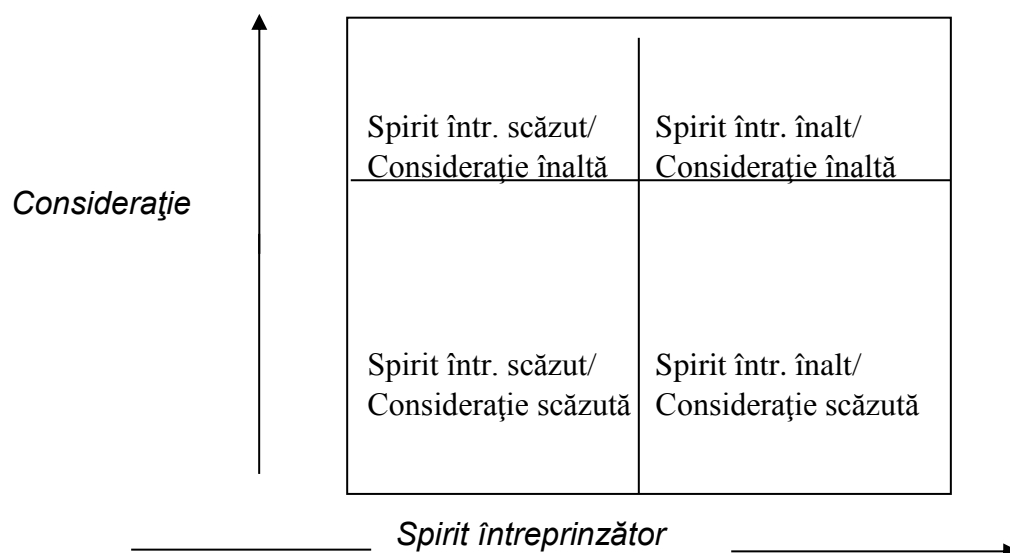 Spirit într. scăzut/
Consideraţie înaltă
Spirit într. înalt/
Consideraţie înaltă
Consideraţie
Spirit într. scăzut/
Consideraţie scăzută
Spirit într. înalt/
Consideraţie scăzută
Spirit întreprinzător